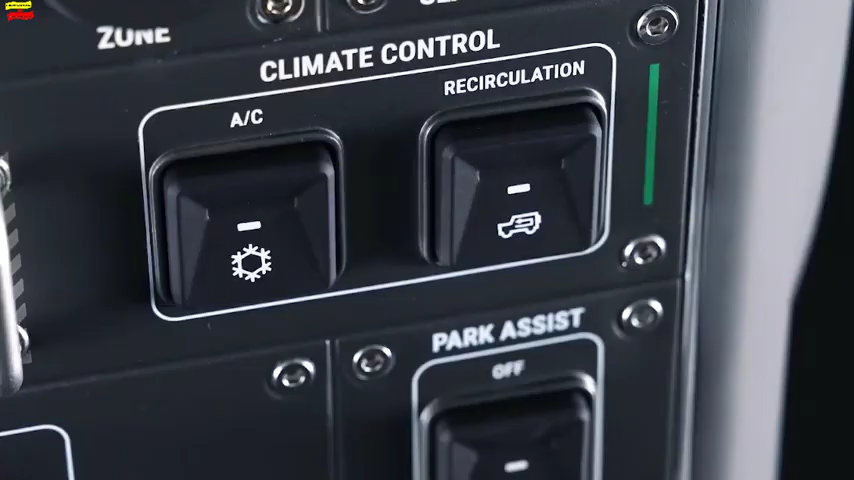 ZONE
CLIMATE CONTROL
A/C
RECIRCULATION
PARK ASSIST
OFF